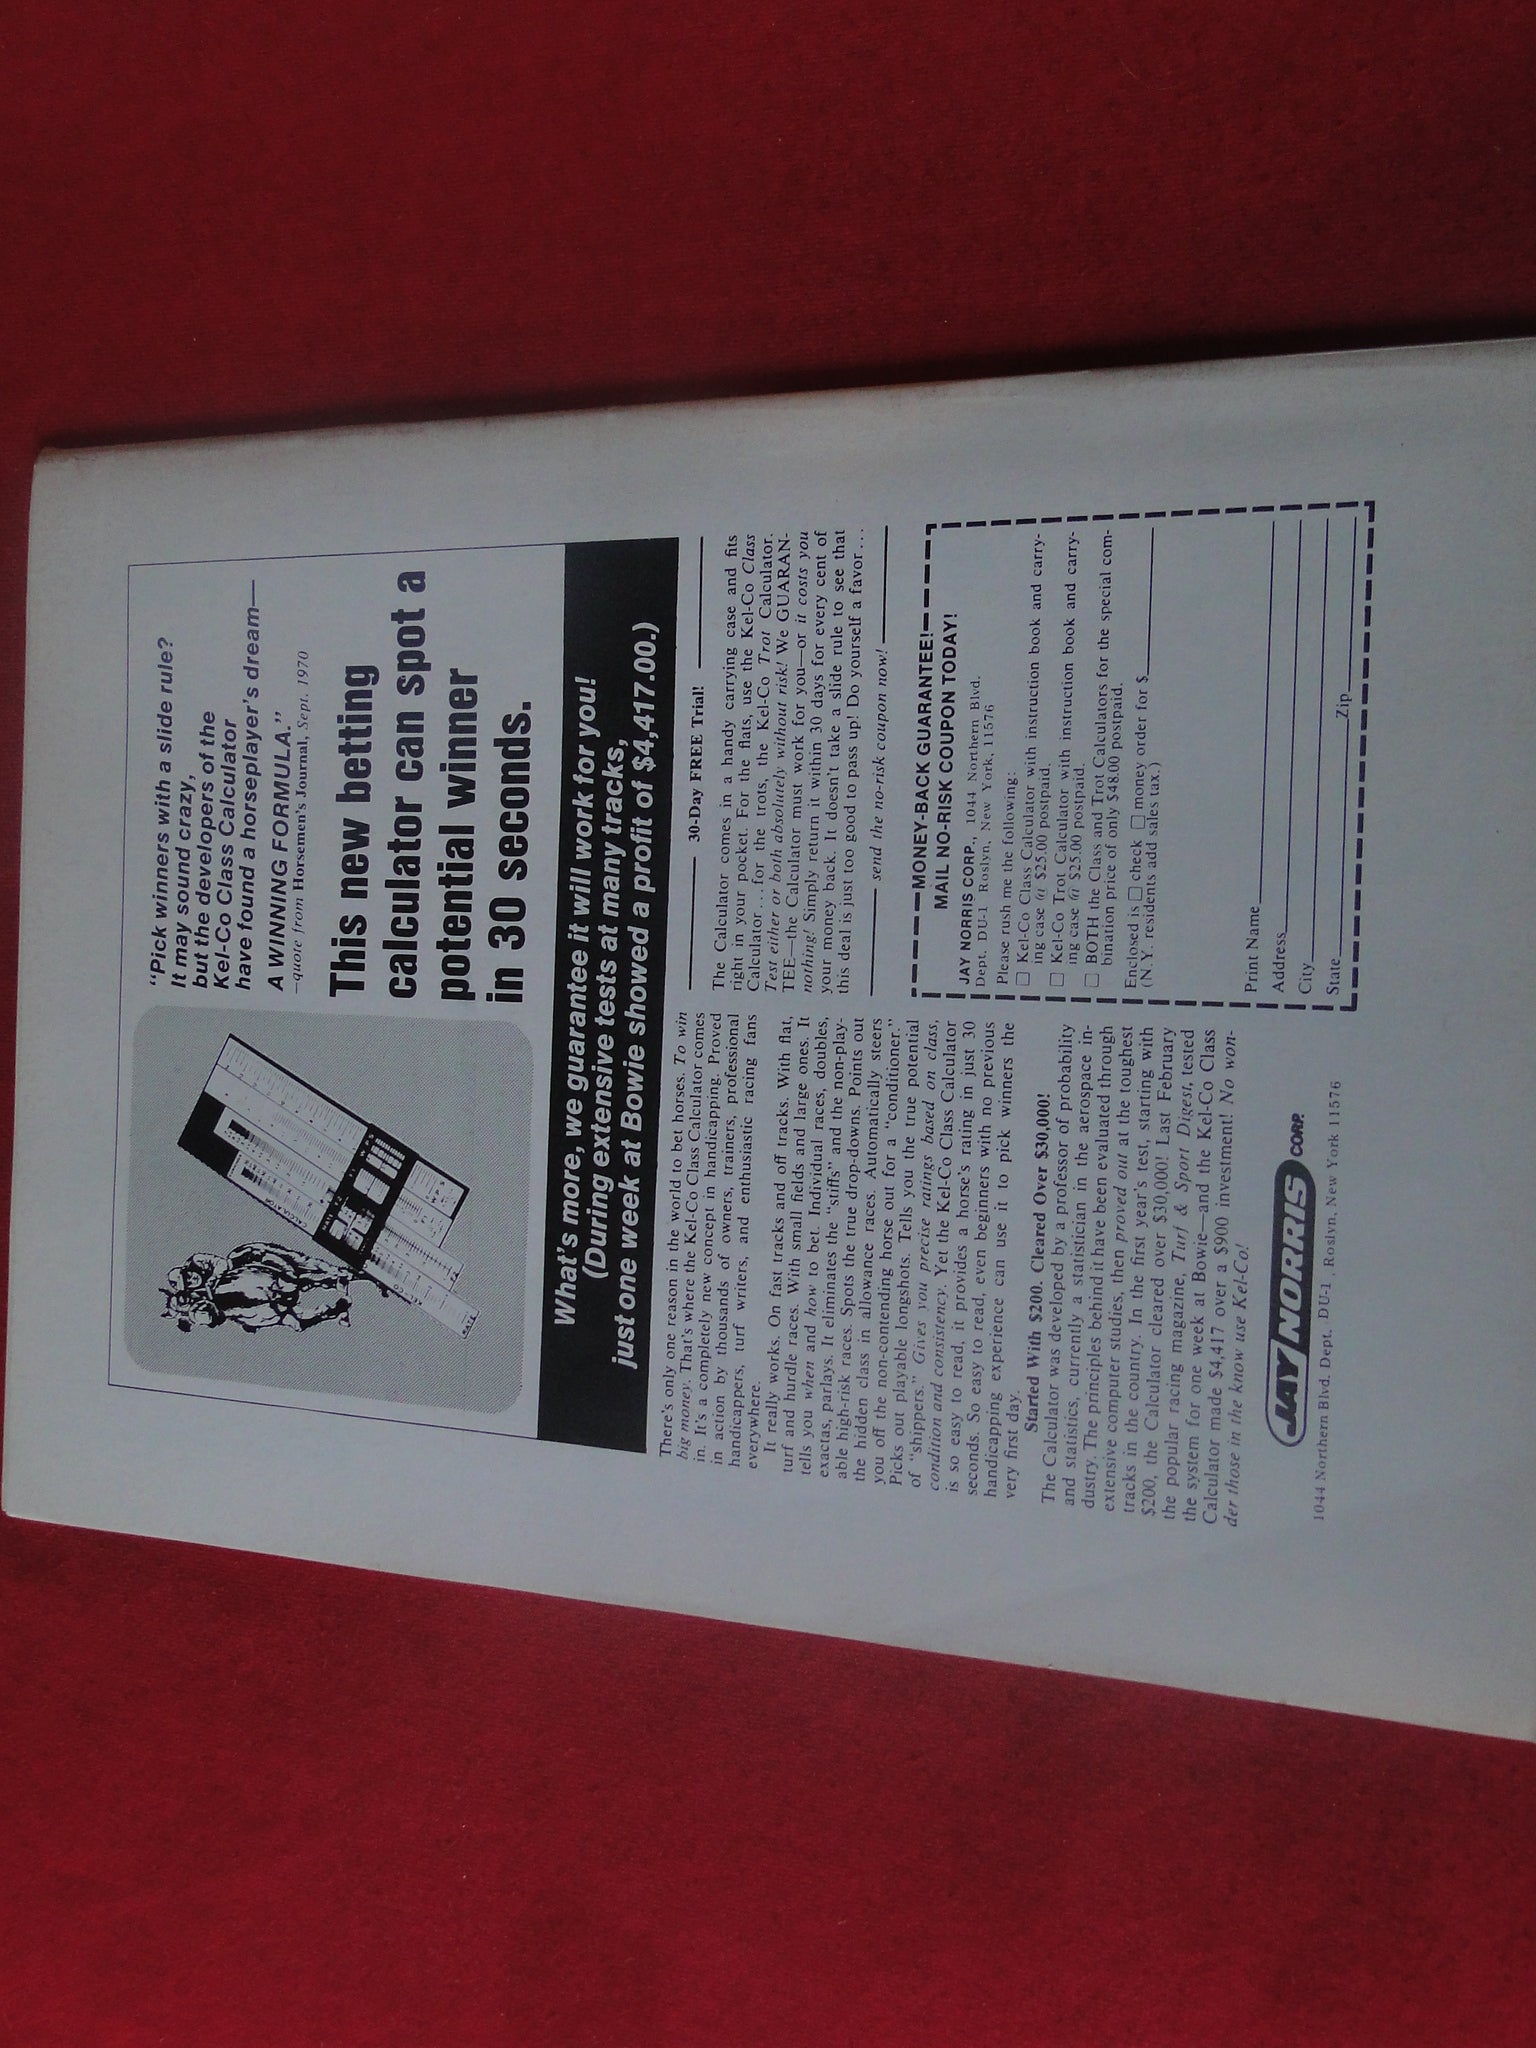 "Pick winners with a slide rule?
It may sound crazy,
but the developers of the
Kel-Co Class Calculator
have found a horseplayer's dream—
A WINNING FORMULA."
—quote from Horsemen's Journal, Sept. 1970
This new betting
calculator can spot a
potential winner
in 30 seconds.
What's more, we guarantee it will work for you!
(During extensive tests at many tracks,
just one week at Bowie showed a profit of $4,417.00.)
There's only one reason in the world to bet horses. To win
big money. That's where the Kel-Co Class Calculator comes
in. It's a completely new concept in handicapping. Proved
in action by thousands of owners, trainers, professional
handicappers, turf writers, and enthusiastic racing fans
everywhere.
It really works. On fast tracks and off tracks. With flat,
turf and hurdle races. With small fields and large ones. It
tells you when and how to bet. Individual races, doubles,
exactas, parlays. It eliminates the "stiffs" and the non-play-
able high-risk races. Spots the true drop-downs. Points out
the hidden class in allowance races. Automatically steers
you off the non-contending horse out for a "conditioner."
Picks out playable longshots. Tells you the true potential
of "shippers." Gives you precise ratings based on class,
condition and consistency. Yet the Kel-Co Class Calculator
is so easy to read, it provides a horse's rating in just 30
seconds. So easy to read, even beginners with no previous
handicapping experience can use it to pick winners the
very first day.
Started With $200. Cleared Over $30,000!
The Calculator was developed by a professor of probability
and statistics, currently a statistician in the aerospace in-
dustry. The principles behind it have been evaluated through
extensive computer studies, then proved out at the toughest
tracks in the country. In the first year's test, starting with
$200, the Calculator cleared over $30,000! Last February
the popular racing magazine, Turf & Sport Digest, tested
the system for one week at Bowie—and the Kel-Co Class
Calculator made $4,417 over a $900 investment! No won-
der those in the know use Kel-Co!
JAY NORRIS CORP.
1044 Northern Blvd. Dept. DU-1, Roslyn, New York 11576
30-Day FREE Trial!
The Calculator comes in a handy carrying case and fits
right in your pocket. For the flats, use the Kel-Co Class
Calculator . . . for the trots, the Kel-Co Trot Calculator.
Test either or both absolutely without risk! We GUARAN-
TEE—the Calculator must work for you—or it costs you
nothing! Simply return it within 30 days for every cent of
your money back. It doesn't take a slide rule to see that
this deal is just too good to pass up! Do yourself a favor . . .
send the no-risk coupon now!
MONEY-BACK GUARANTEE!
MAIL NO-RISK COUPON TODAY!
JAY NORRIS CORP., 1044 Northern Blvd.
Dept. DU-1 Roslyn, New York, 11576
Please rush me the following:
☐ Kel-Co Class Calculator with instruction book and carry-
ing case @ $25.00 postpaid.
☐ Kel-Co Trot Calculator with instruction book and carry-
ing case @ $25.00 postpaid.
☐ BOTH the Class and Trot Calculators for the special com-
bination price of only $48.00 postpaid.
Enclosed is ☐ check ☐ money order for $
(N.Y. residents add sales tax.)
Print Name
Address
City
State Zip